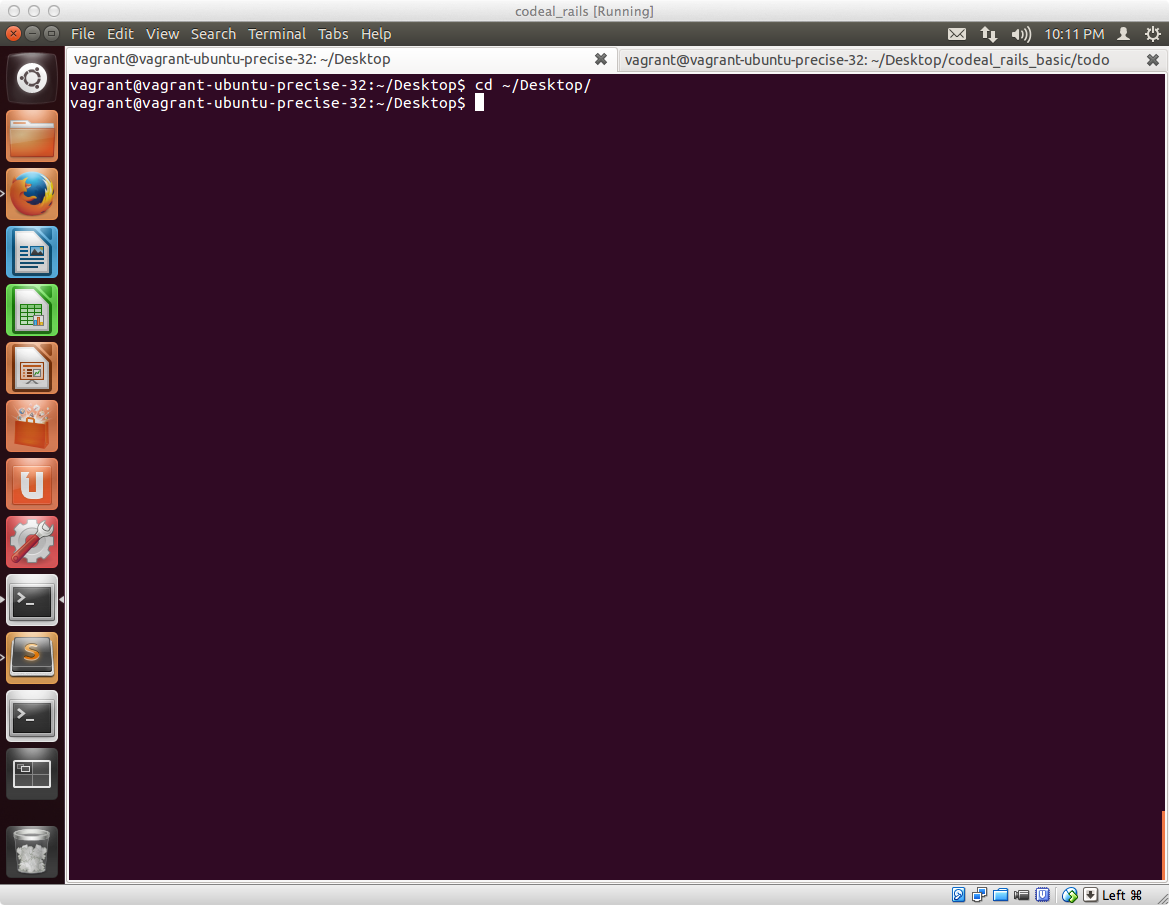 codeal_rails [Running]
File Edit View Search Terminal Tabs Help 10:11 PM
vagrant@vagrant-ubuntu-precise-32: ~/Desktop
vagrant@vagrant-ubuntu-precise-32: ~/Desktop/codeal_rails_basic/todo
vagrant@vagrant-ubuntu-precise-32:~/Desktop$ cd ~/Desktop/
vagrant@vagrant-ubuntu-precise-32:~/Desktop$
Left ⌘